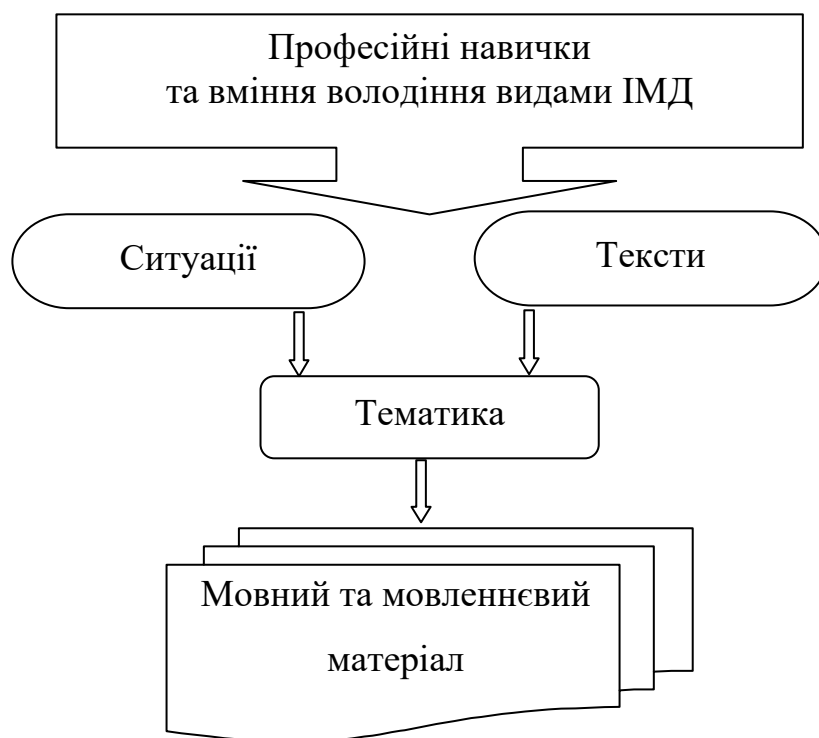 Професійні навички
та вміння володіння видами ІМД
Ситуації
Тексти
Тематика
Мовний та мовленнєвий
матеріал